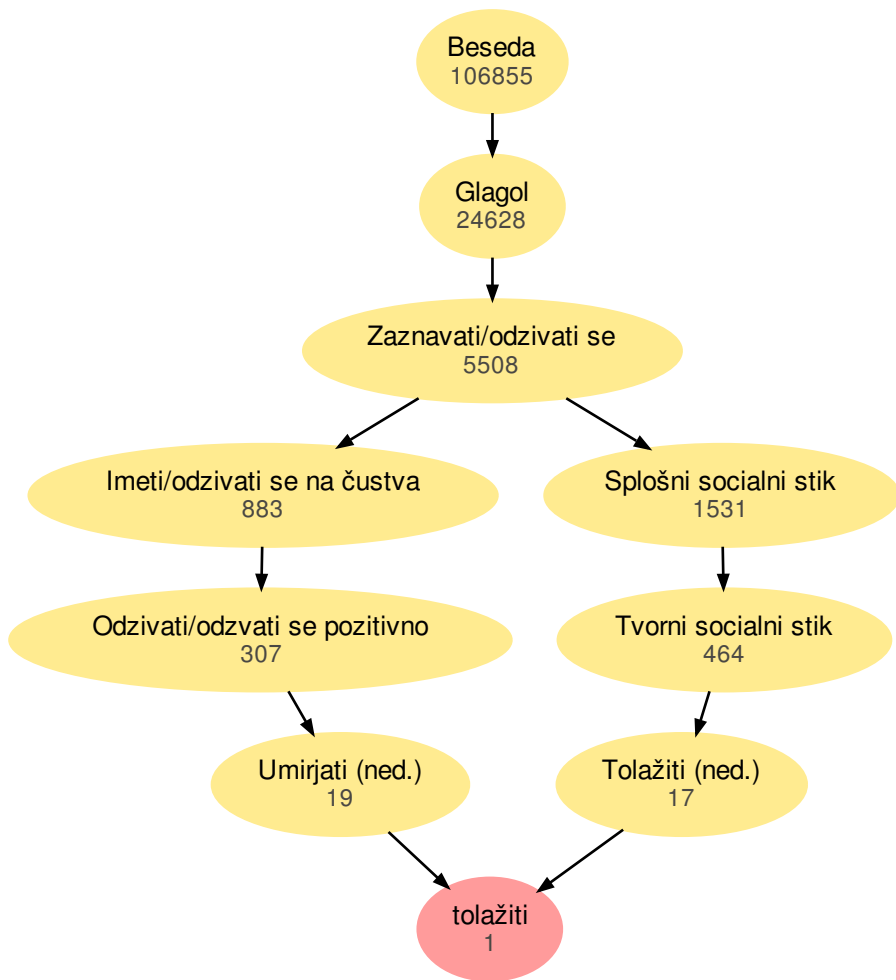 Beseda
106855
Glagol
24628
Zaznavati/odzivati se
5508
Imeti/odzivati se na čustva
883
Splošni socialni stik
1531
Odzivati/odzvati se pozitivno
307
Tvorni socialni stik
464
Umirjati (ned.)
19
Tolažiti (ned.)
17
tolažiti
1